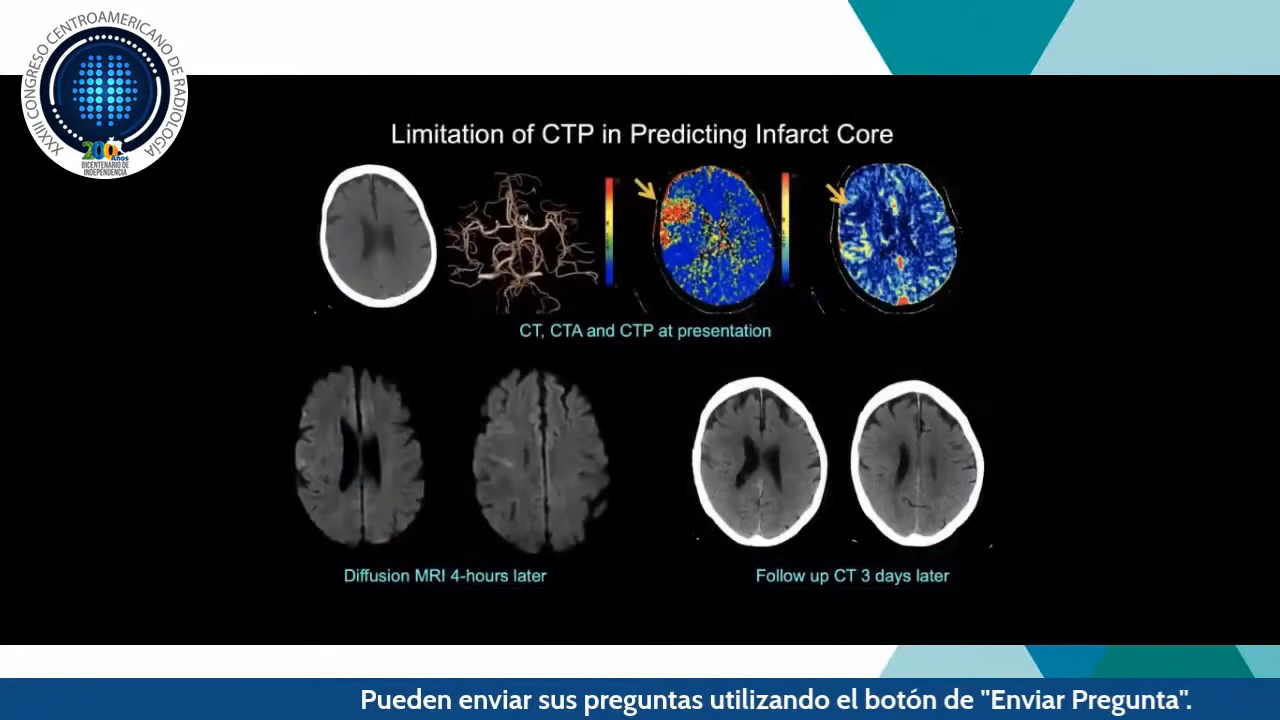 XXXIII CONGRESO CENTROAMERICANO DE RADIOLOGÍA
200
Años
BICENTENARIO DE
INDEPENDENCIA
Limitation of CTP in Predicting Infarct Core
CT, CTA and CTP at presentation
Diffusion MRI 4-hours later
Follow up CT 3 days later
Pueden enviar sus preguntas utilizando el botón de "Enviar Pregunta".